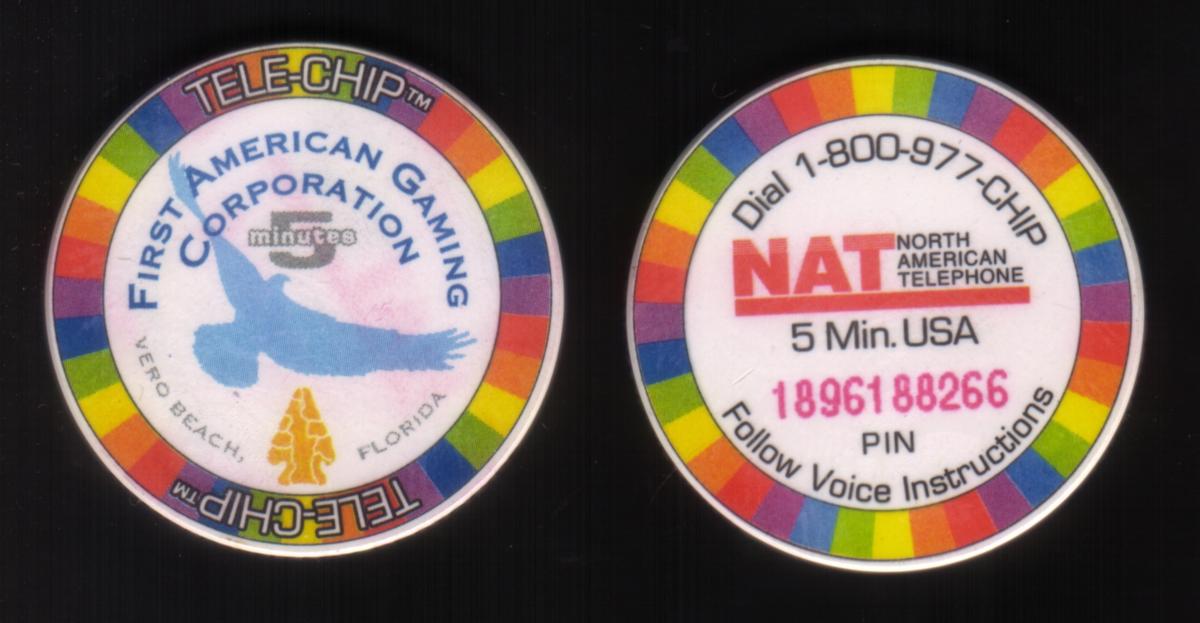 TELE-CHIP™
FIRST AMERICAN GAMING
CORPORATION
5
minutes
VERO BEACH, FLORIDA
TELE-CHIP™
Dial 1-800-977-CHIP
NAT
NORTH
AMERICAN
TELEPHONE
5 Min. USA
1896188266
PIN
Follow Voice Instructions